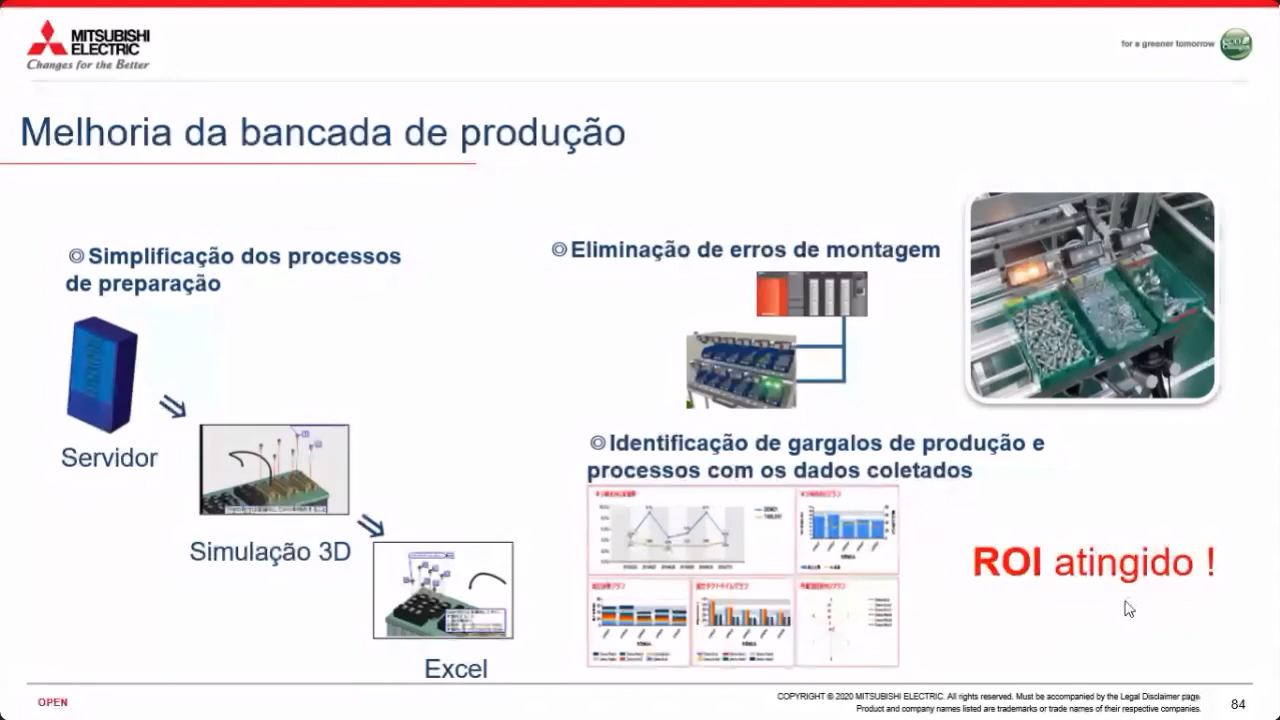 MITSUBISHI
ELECTRIC
Changes for the Better
for a greener tomorrow
eco
Changes
Melhoria da bancada de produção
◎Simplificação dos processos
de preparação
Servidor
Simulação 3D
Excel
◎Eliminação de erros de montagem
◎Identificação de gargalos de produção e
processos com os dados coletados
ROI atingido !
OPEN
COPYRIGHT © 2020 MITSUBISHI ELECTRIC. All rights reserved. Must be accompanied by the Legal Disclaimer page.
Product and company names listed are trademarks or trade names of their respective companies.
84